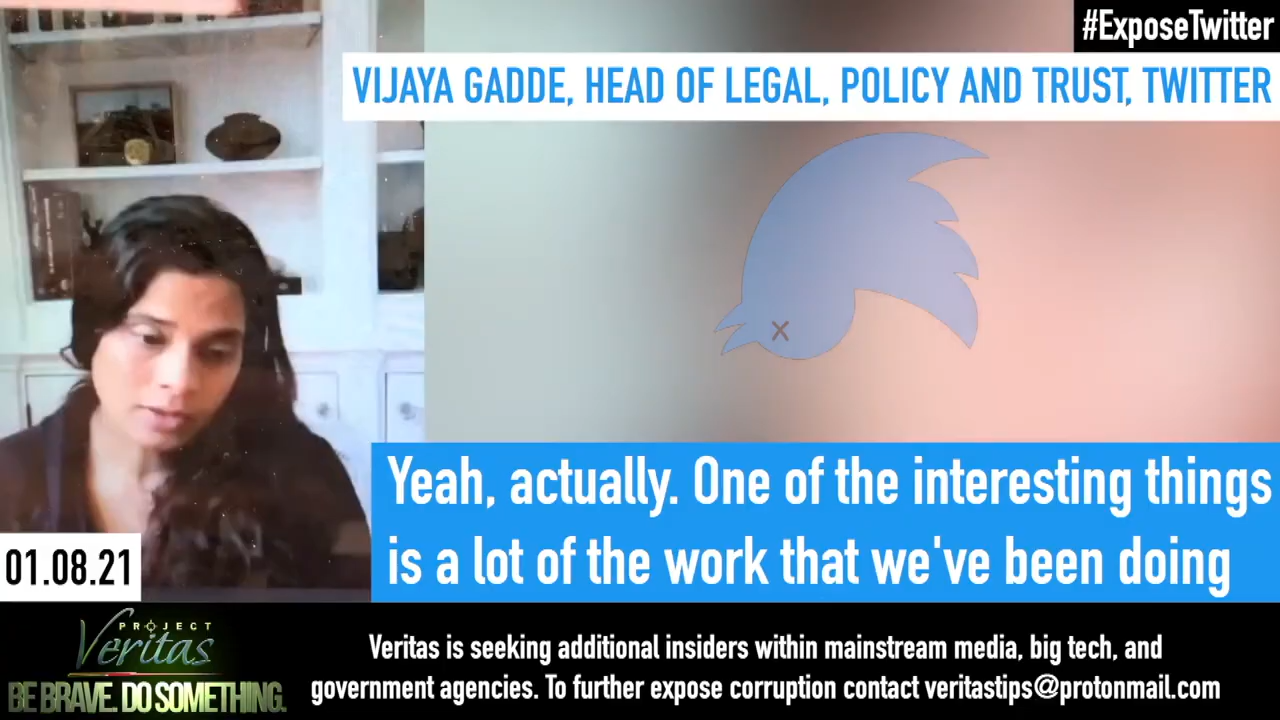 #ExposeTwitter
VIJAYA GADDE, HEAD OF LEGAL, POLICY AND TRUST, TWITTER
Yeah, actually. One of the interesting things
is a lot of the work that we've been doing
01.08.21
PROJECT
Veritas
BE BRAVE. DO SOMETHING.
Veritas is seeking additional insiders within mainstream media, big tech, and
government agencies. To further expose corruption contact veritastips@protonmail.com